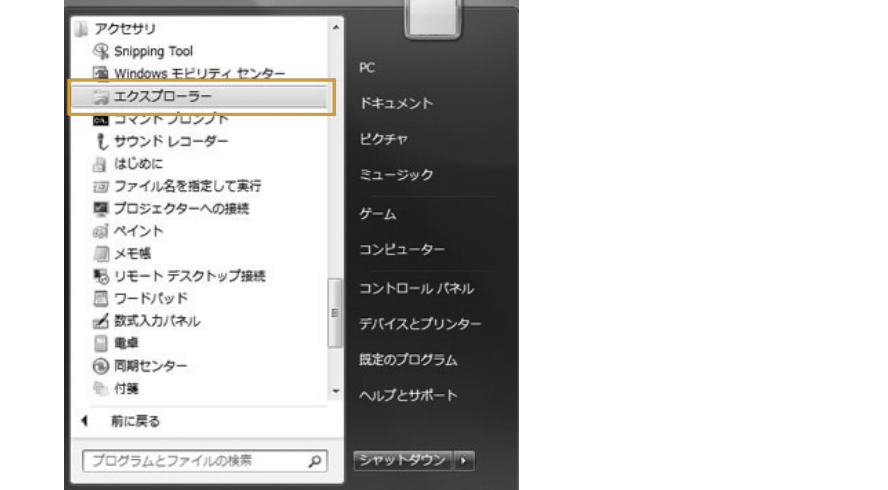 アクセサリ
Snipping Tool
Windows モビリティ センター
エクスプローラー
コマンド プロンプト
サウンド レコーダー
はじめに
ファイル名を指定して実行
プロジェクターへの接続
ペイント
メモ帳
リモート デスクトップ接続
ワードパッド
数式入力パネル
電卓
同期センター
付箋
前に戻る
プログラムとファイルの検索
PC
ドキュメント
ピクチャ
ミュージック
ゲーム
コンピューター
コントロール パネル
デバイスとプリンター
既定のプログラム
ヘルプとサポート
シャットダウン